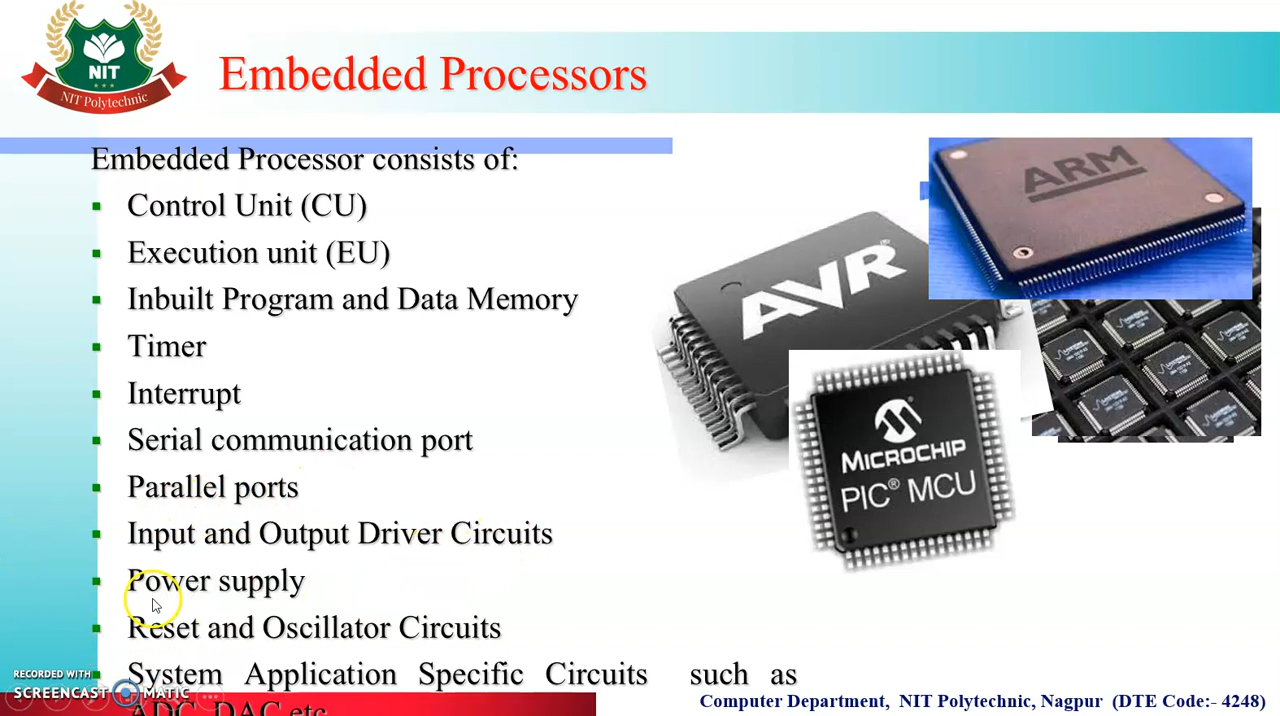 NIT
NIT Polytechnic
Embedded Processors
Embedded Processor consists of:
Control Unit (CU)
Execution unit (EU)
Inbuilt Program and Data Memory
Timer
Interrupt
Serial communication port
Parallel ports
Input and Output Driver Circuits
Power supply
Reset and Oscillator Circuits
System Application Specific Circuits such as
ADC, DAC etc
ARM
AVR®
MICROCHIP
PIC® MCU
RECORDED WITH
SCREENCAST MATIC
Computer Department, NIT Polytechnic, Nagpur (DTE Code:- 4248)